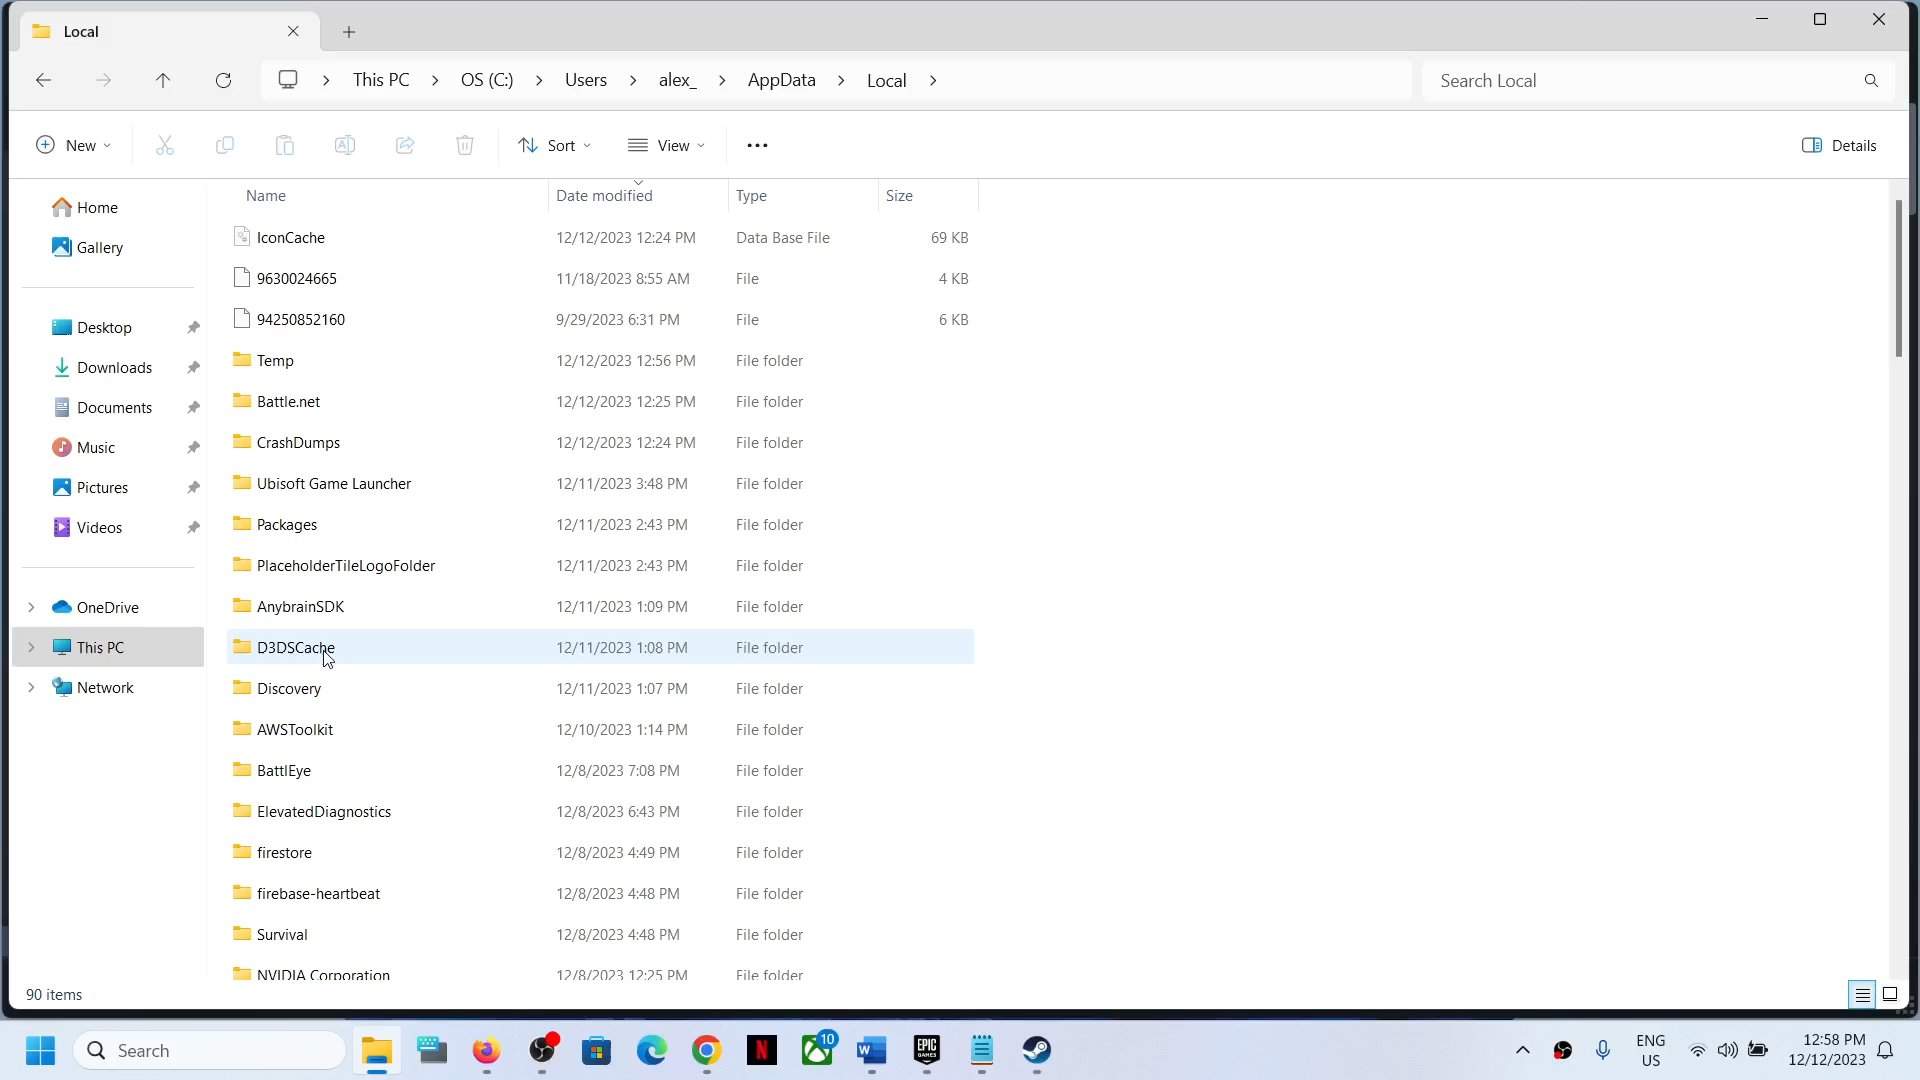 Local
This PC > OS (C:) > Users > alex_ > AppData > Local >
Search Local
New
Sort
View
Details
Name Date modified Type Size
IconCache 12/12/2023 12:24 PM Data Base File 69 KB
9630024665 11/18/2023 8:55 AM File 4 KB
94250852160 9/29/2023 6:31 PM File 6 KB
Temp 12/12/2023 12:56 PM File folder
Battle.net 12/12/2023 12:25 PM File folder
CrashDumps 12/12/2023 12:24 PM File folder
Ubisoft Game Launcher 12/11/2023 3:48 PM File folder
Packages 12/11/2023 2:43 PM File folder
PlaceholderTileLogoFolder 12/11/2023 2:43 PM File folder
AnybrainSDK 12/11/2023 1:09 PM File folder
D3DSCache 12/11/2023 1:08 PM File folder
Discovery 12/11/2023 1:07 PM File folder
AWSToolkit 12/10/2023 1:14 PM File folder
BattlEye 12/8/2023 7:08 PM File folder
ElevatedDiagnostics 12/8/2023 6:43 PM File folder
firestore 12/8/2023 4:49 PM File folder
firebase-heartbeat 12/8/2023 4:48 PM File folder
Survival 12/8/2023 4:48 PM File folder
NVIDIA Corporation 12/8/2023 12:25 PM File folder
Home
Gallery
Desktop
Downloads
Documents
Music
Pictures
Videos
OneDrive
This PC
Network
90 items
Search
10
EPIC
GAMES
ENG
US
12:58 PM
12/12/2023